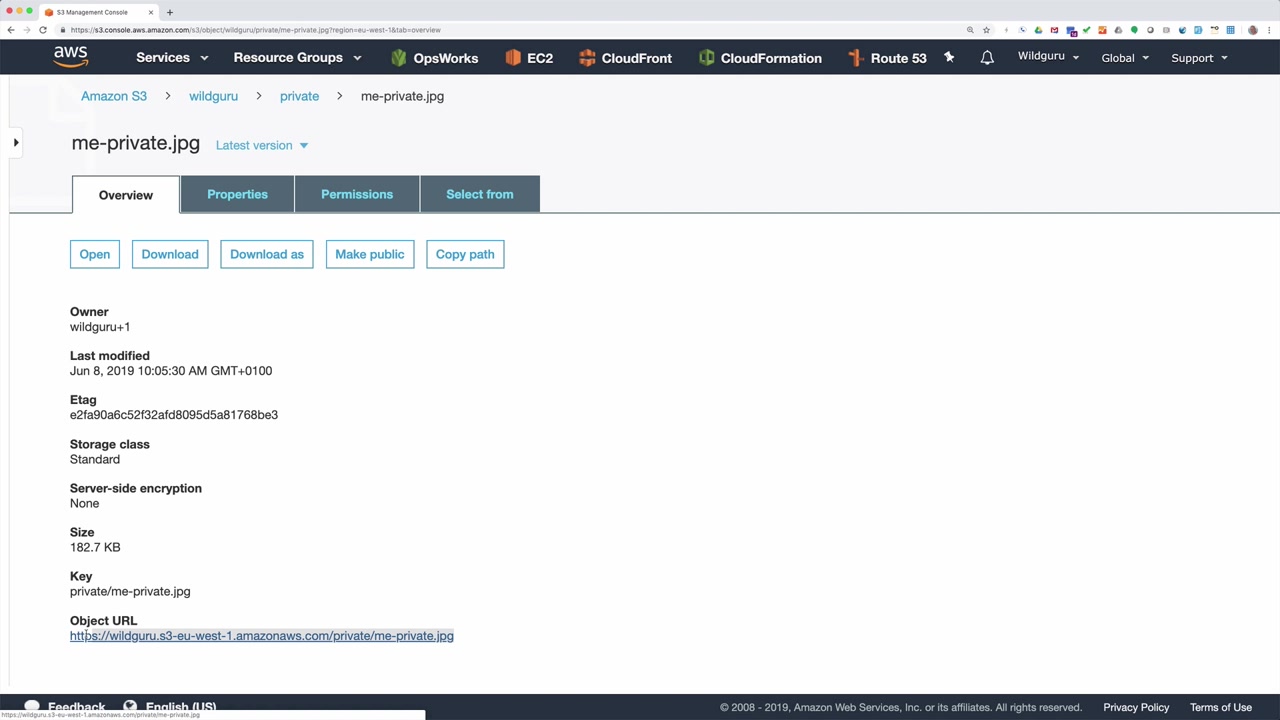 S3 Management Console
https://s3.console.aws.amazon.com/s3/object/wildguru/private/me-private.jpg?region=eu-west-1&tab=overview
aws Services Resource Groups OpsWorks EC2 CloudFront CloudFormation Route 53 Wildguru Global Support
Amazon S3 > wildguru > private > me-private.jpg
me-private.jpg Latest version
Overview Properties Permissions Select from
Open Download Download as Make public Copy path
Owner
wildguru+1
Last modified
Jun 8, 2019 10:05:30 AM GMT+0100
Etag
e2fa90a6c52f32afd8095d5a81768be3
Storage class
Standard
Server-side encryption
None
Size
182.7 KB
Key
private/me-private.jpg
Object URL
https://wildguru.s3-eu-west-1.amazonaws.com/private/me-private.jpg
Feedback English (US) © 2008 - 2019, Amazon Web Services, Inc. or its affiliates. All rights reserved. Privacy Policy Terms of Use
https://wildguru.s3-eu-west-1.amazonaws.com/private/me-private.jpg